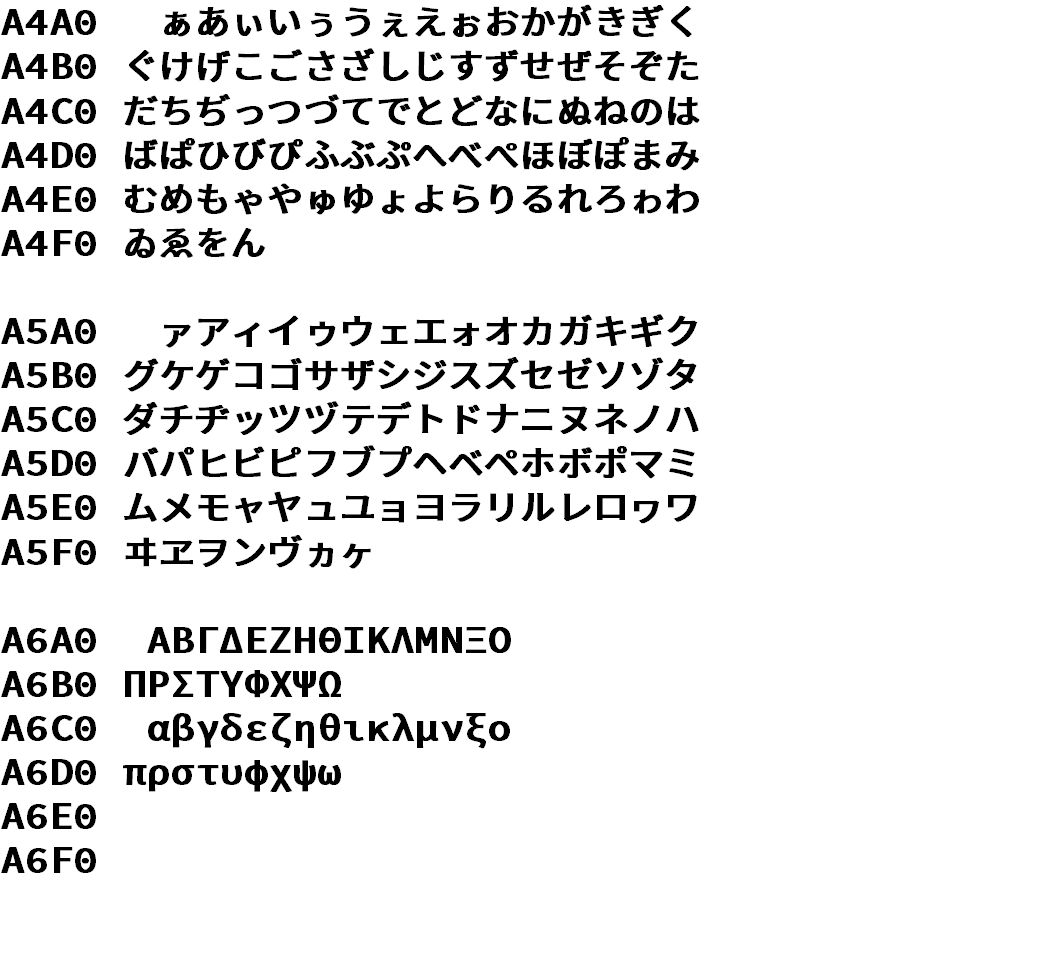 A4A0 ぁあぃいぅうぇえぉおかがきぎく
A4B0 ぐけげこごさざしじすずせぜそぞた
A4C0 だちぢっつづてでとどなにぬねのは
A4D0 ばぱひびぴふぶぷへべぺほぼぽまみ
A4E0 むめもゃやゅゆょよらりるれろゎわ
A4F0 ゐゑをん
A5A0 ァアィイゥウェエォオカガキギク
A5B0 グケゲコゴサザシジスズセゼソゾタ
A5C0 ダチヂッツヅテデトドナニヌネノハ
A5D0 バパヒビピフブプヘベペホボポマミ
A5E0 ムメモャヤュユョヨラリルレロヮワ
A5F0 ヰヱヲンヴヵヶ
A6A0 ΑΒΓΔΕΖΗΘΙΚΛΜΝΞΟ
A6B0 ΠΡΣΤΥΦΧΨΩ
A6C0 αβγδεζηθικλμνξο
A6D0 πρστυφχψω
A6E0
A6F0